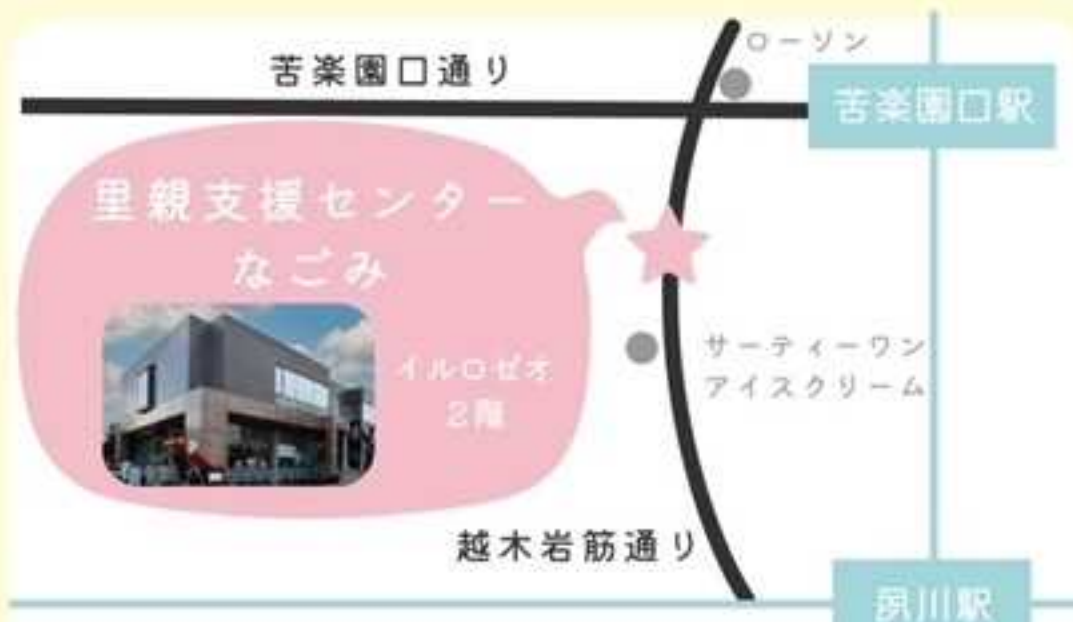 ローソン
苦楽園口通り
苦楽園口駅
里親支援センター
なごみ
イルロゼオ
2階
サーティーワン
アイスクリーム
越木岩筋通り
夙川駅